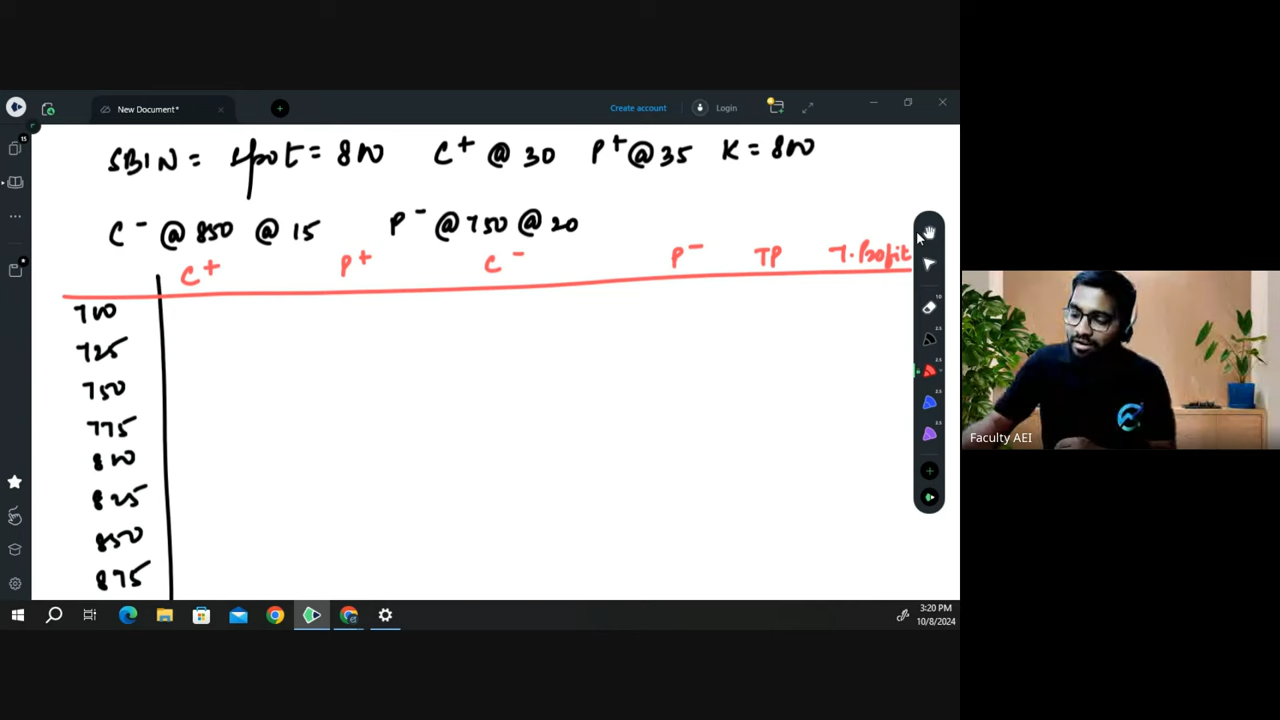 New Document*
Create account
Login
SBIN = spot = 800 C+ @ 30 P+ @ 35 K = 800
C- @ 850 @ 15 P- @ 750 @ 20
C+ P+ C- P- TP T.Profit
700
725
750
775
800
825
850
875
Faculty AEI
3:20 PM
10/8/2024